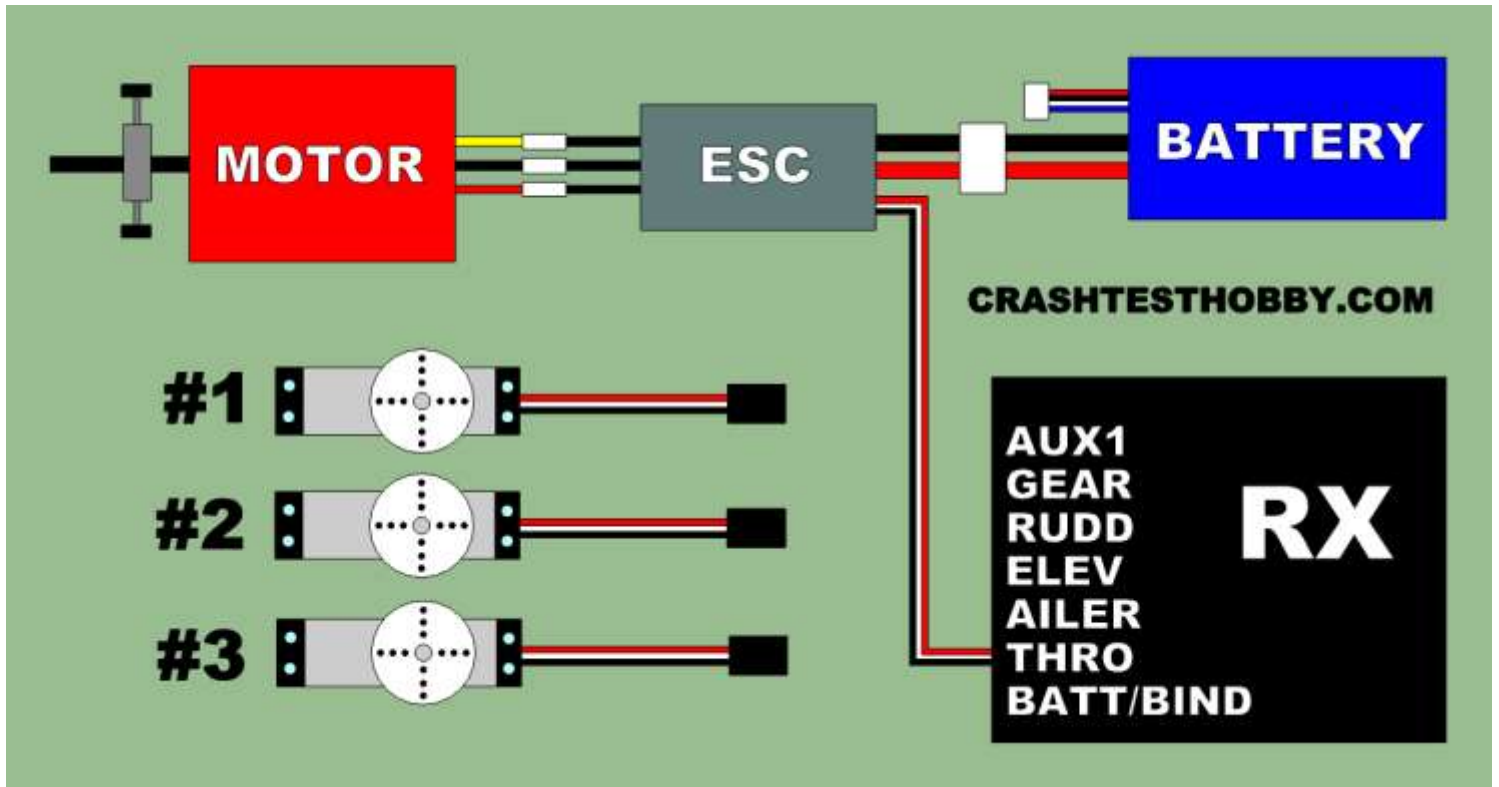 MOTOR
ESC
BATTERY
CRASHTESTHOBBY.COM
#1
#2
#3
AUX1
GEAR
RUDD
ELEV
AILER
THRO
BATT/BIND
RX